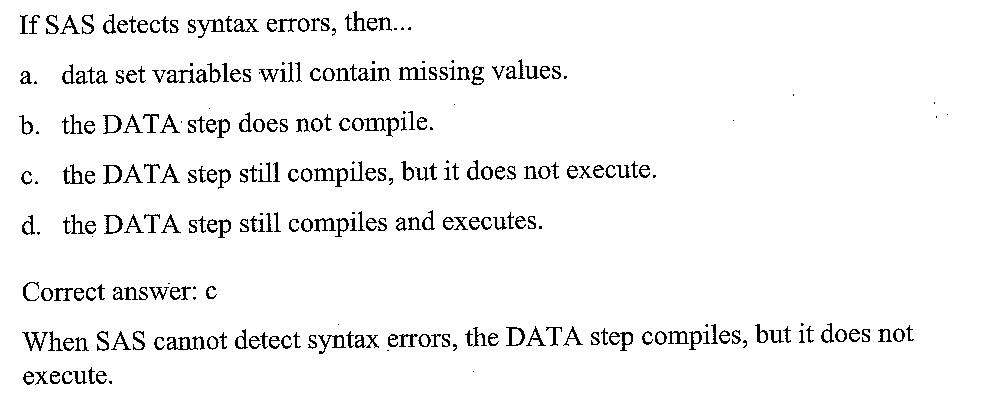 If SAS detects syntax errors, then...
a. data set variables will contain missing values.
b. the DATA step does not compile.
c. the DATA step still compiles, but it does not execute.
d. the DATA step still compiles and executes.
Correct answer: c
When SAS cannot detect syntax errors, the DATA step compiles, but it does not
execute.